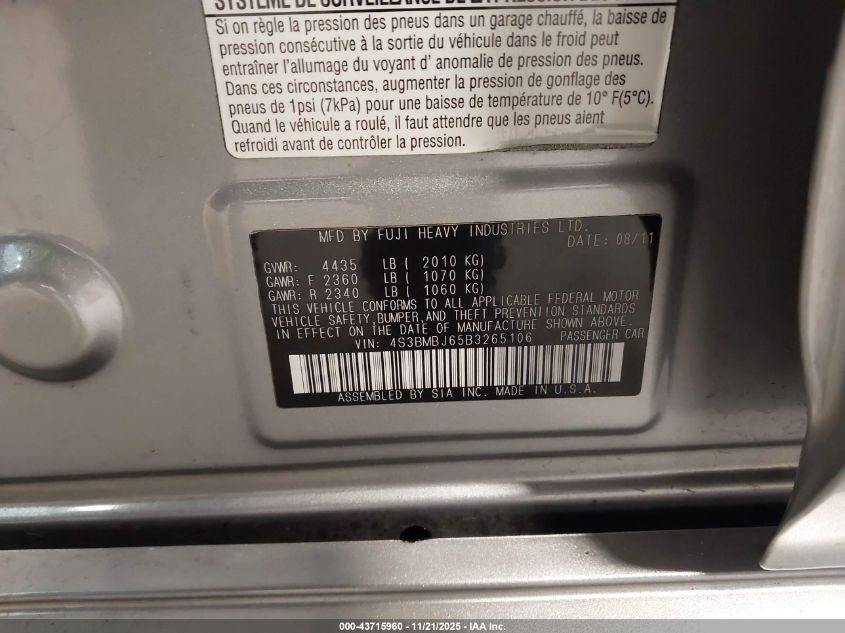 SYSTÈME DE SURVEILLANCE DE LA PRESSION DES
Si on règle la pression des pneus dans un garage chauffé, la baisse de
pression consécutive à la sortie du véhicule dans le froid peut
entraîner l'allumage du voyant d' anomalie de pression des pneus.
Dans ces circonstances, augmenter la pression de gonflage des
pneus de 1psi (7kPa) pour une baisse de température de 10° F(5°C).
Quand le véhicule a roulé, il faut attendre que les pneus aient
refroidi avant de contrôler la pression.
MFD BY FUJI HEAVY INDUSTRIES LTD.
DATE: 08/11
GVWR: 4435 LB ( 2010 KG)
GAWR: F 2360 LB ( 1070 KG)
GAWR: R 2340 LB ( 1060 KG)
THIS VEHICLE CONFORMS TO ALL APPLICABLE FEDERAL MOTOR
VEHICLE SAFETY,BUMPER,AND THEFT PREVENTION STANDARDS
IN EFFECT ON THE DATE OF MANUFACTURE SHOWN ABOVE.
VIN: 4S3BMBJ65B3265106 PASSENGER CAR
ASSEMBLED BY SIA INC. MADE IN U.S.A.
000-43715960 - 11/21/2025 - IAA Inc.